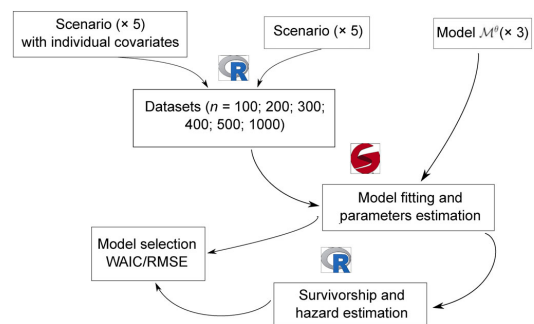 Scenario (× 5)
with individual covariates
Scenario (× 5)
Model ℳ^θ(× 3)
R
Datasets (n = 100; 200; 300;
400; 500; 1000)
Model fitting and
parameters estimation
Model selection
WAIC/RMSE
R
Survivorship and
hazard estimation